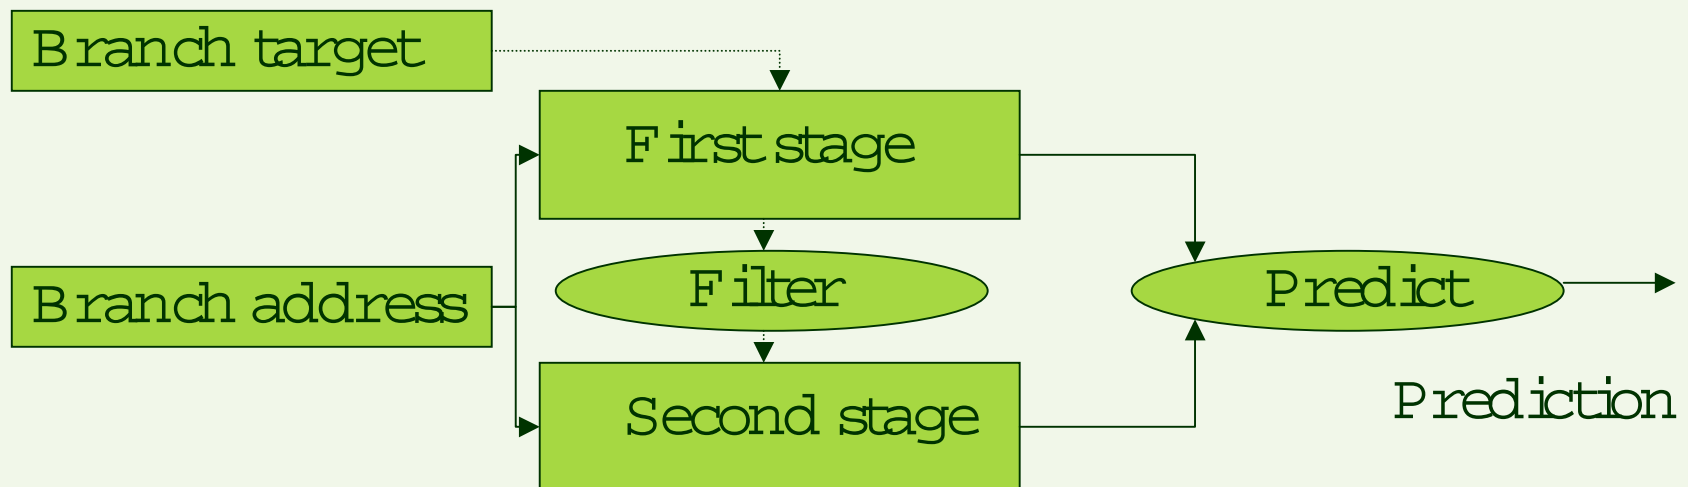 Branch target
First stage
Filter
Predict
Branch address
Second stage
Prediction